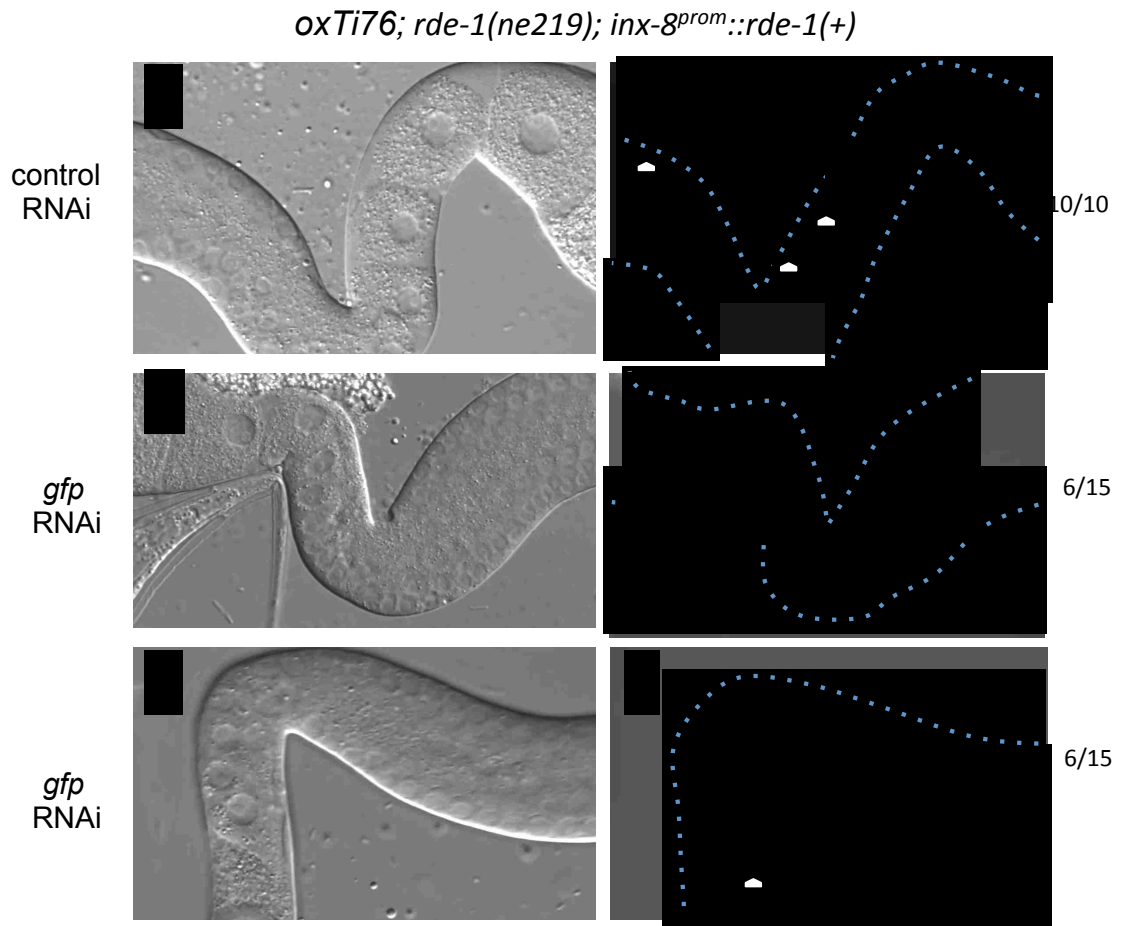 oxTi76; rde-1(ne219); inx-8prom::rde-1(+)
control
RNAi
10/10
gfp
RNAi
6/15
gfp
RNAi
6/15